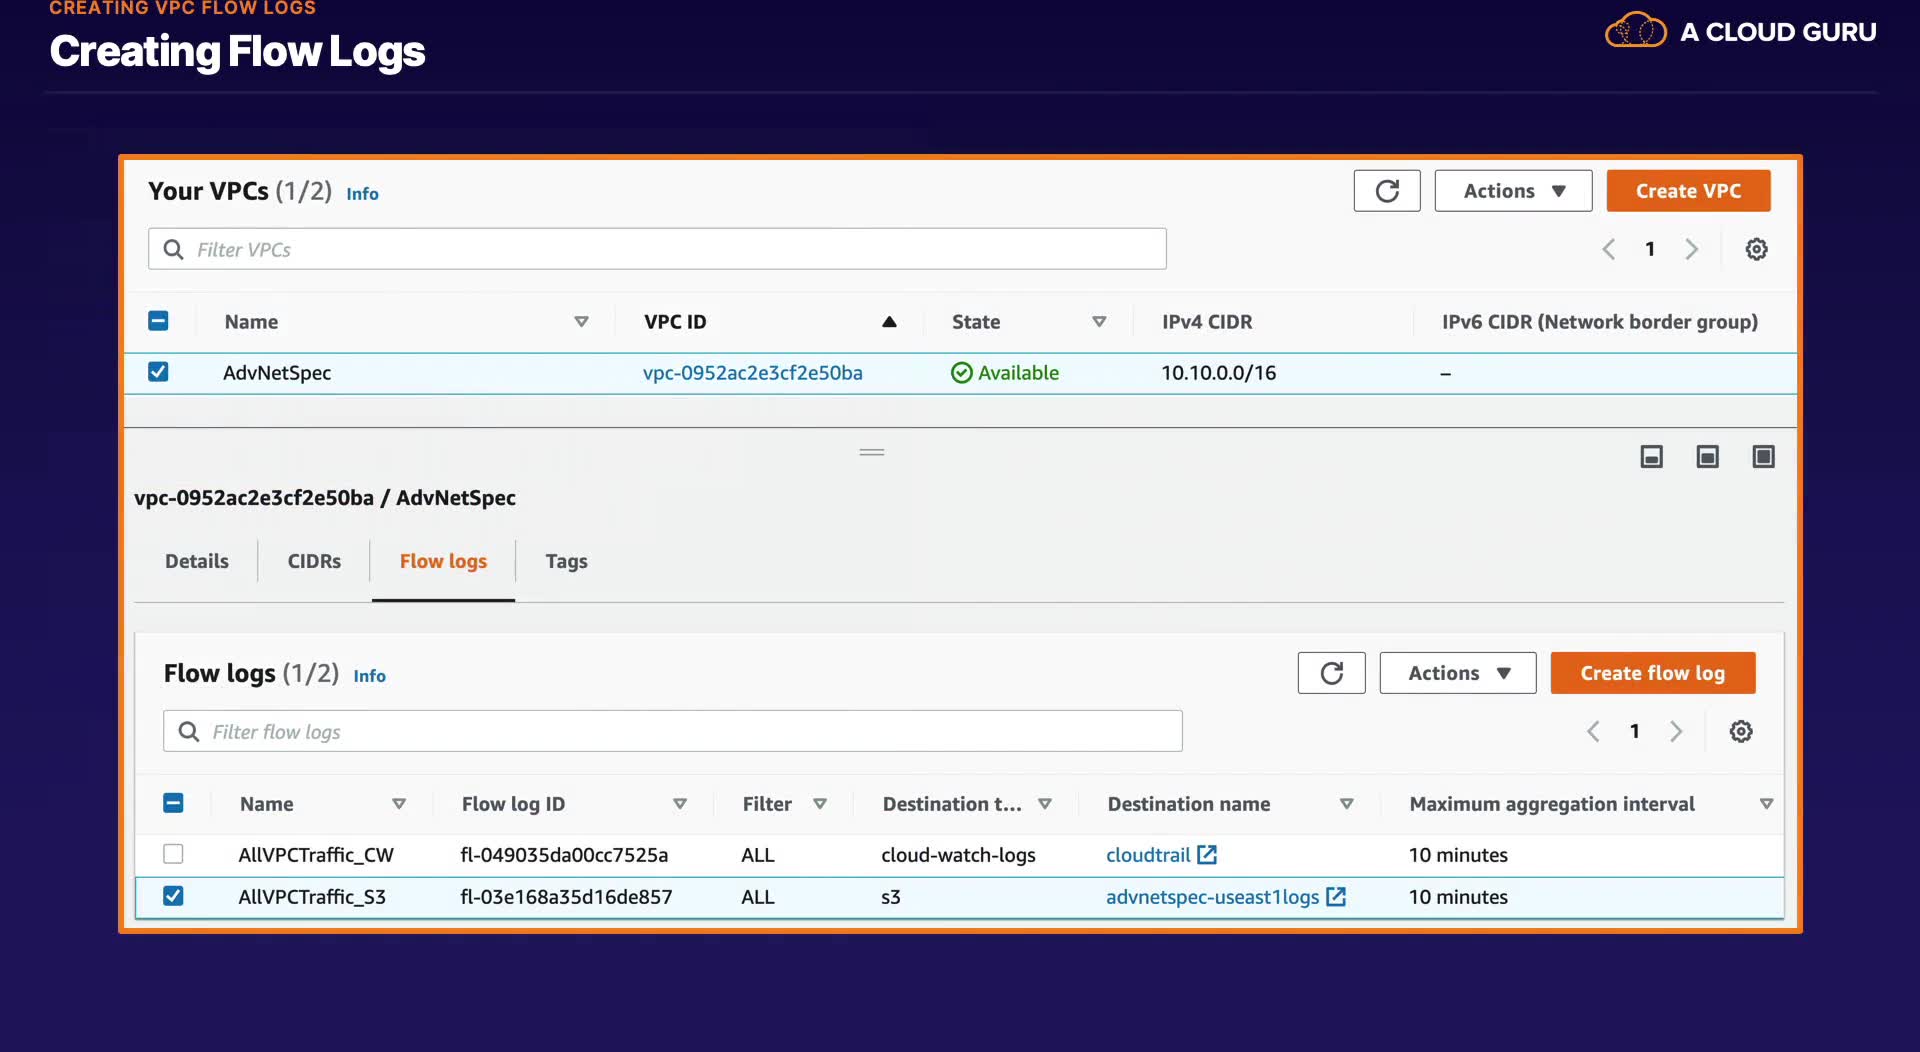 CREATING VPC FLOW LOGS
Creating Flow Logs
A CLOUD GURU
Your VPCs (1/2) Info
Actions
Create VPC
Filter VPCs
1
Name
VPC ID
State
IPv4 CIDR
IPv6 CIDR (Network border group)
AdvNetSpec
vpc-0952ac2e3cf2e50ba
Available
10.10.0.0/16
–
vpc-0952ac2e3cf2e50ba / AdvNetSpec
Details
CIDRs
Flow logs
Tags
Flow logs (1/2) Info
Actions
Create flow log
Filter flow logs
1
Name
Flow log ID
Filter
Destination t...
Destination name
Maximum aggregation interval
AllVPCTraffic_CW
fl-049035da00cc7525a
ALL
cloud-watch-logs
cloudtrail
10 minutes
AllVPCTraffic_S3
fl-03e168a35d16de857
ALL
s3
advnetspec-useast1logs
10 minutes